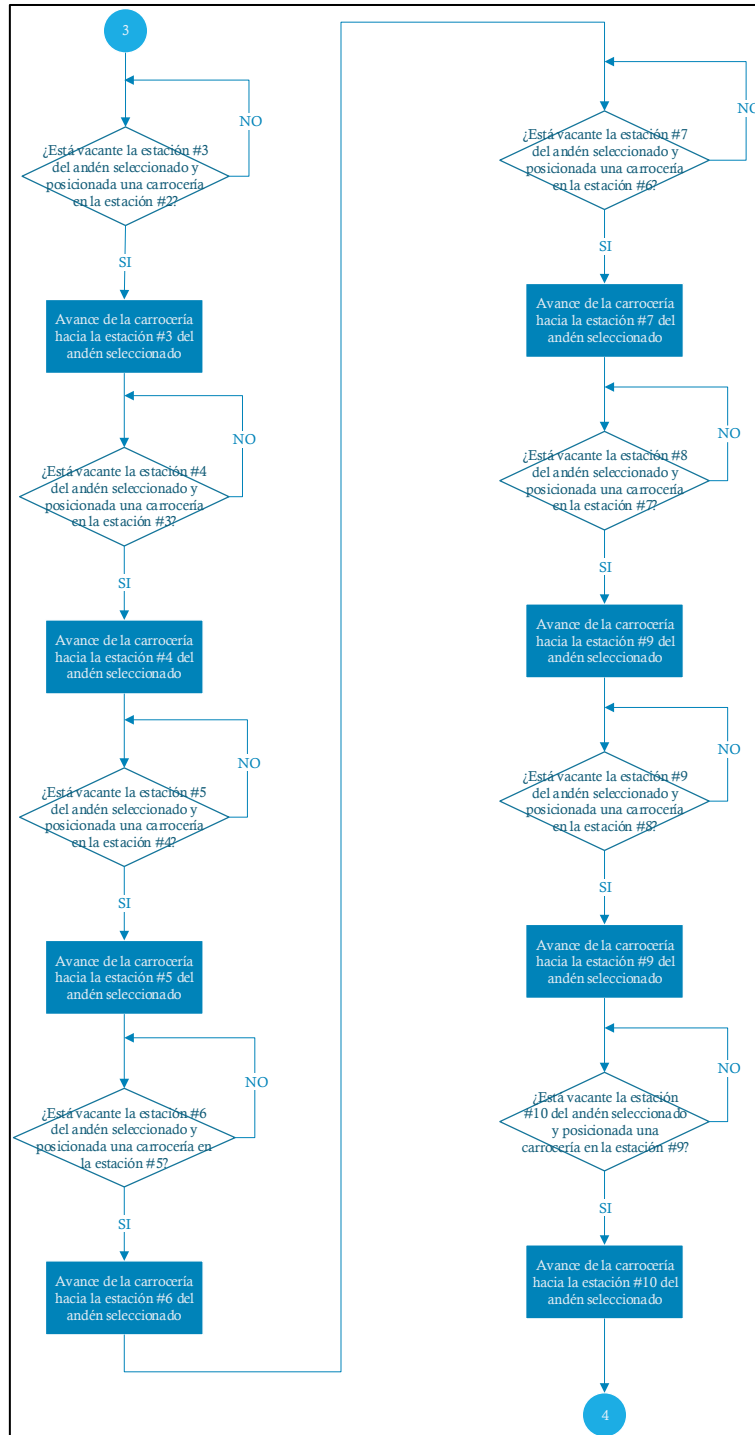 3
NO
¿Está vacante la estación #3
del andén seleccionado y
posicionada una carrocería
en la estación #2?
SI
Avance de la carrocería
hacia la estación #3 del
andén seleccionado
NO
¿Está vacante la estación #4
del andén seleccionado y
posicionada una carrocería
en la estación #3?
SI
Avance de la carrocería
hacia la estación #4 del
andén seleccionado
NO
¿Está vacante la estación #5
del andén seleccionado y
posicionada una carrocería
en la estación #4?
SI
Avance de la carrocería
hacia la estación #5 del
andén seleccionado
NO
¿Está vacante la estación #6
del andén seleccionado
y posicionada una carrocería en
la estación #5?
SI
Avance de la carrocería
hacia la estación #6 del
andén seleccionado
NO
¿Está vacante la estación #7
del andén seleccionado y
posicionada una carrocería
en la estación #6?
SI
Avance de la carrocería
hacia la estación #7 del
andén seleccionado
NO
¿Está vacante la estación #8
del andén seleccionado y
posicionada una carrocería
en la estación #7?
SI
Avance de la carrocería
hacia la estación #9 del
andén seleccionado
NO
¿Está vacante la estación #9
del andén seleccionado y
posicionada una carrocería
en la estación #8?
SI
Avance de la carrocería
hacia la estación #9 del
andén seleccionado
NO
¿Está vacante la estación
#10 del andén seleccionado
y posicionada una
carrocería en la estación #9?
SI
Avance de la carrocería
hacia la estación #10 del
andén seleccionado
4